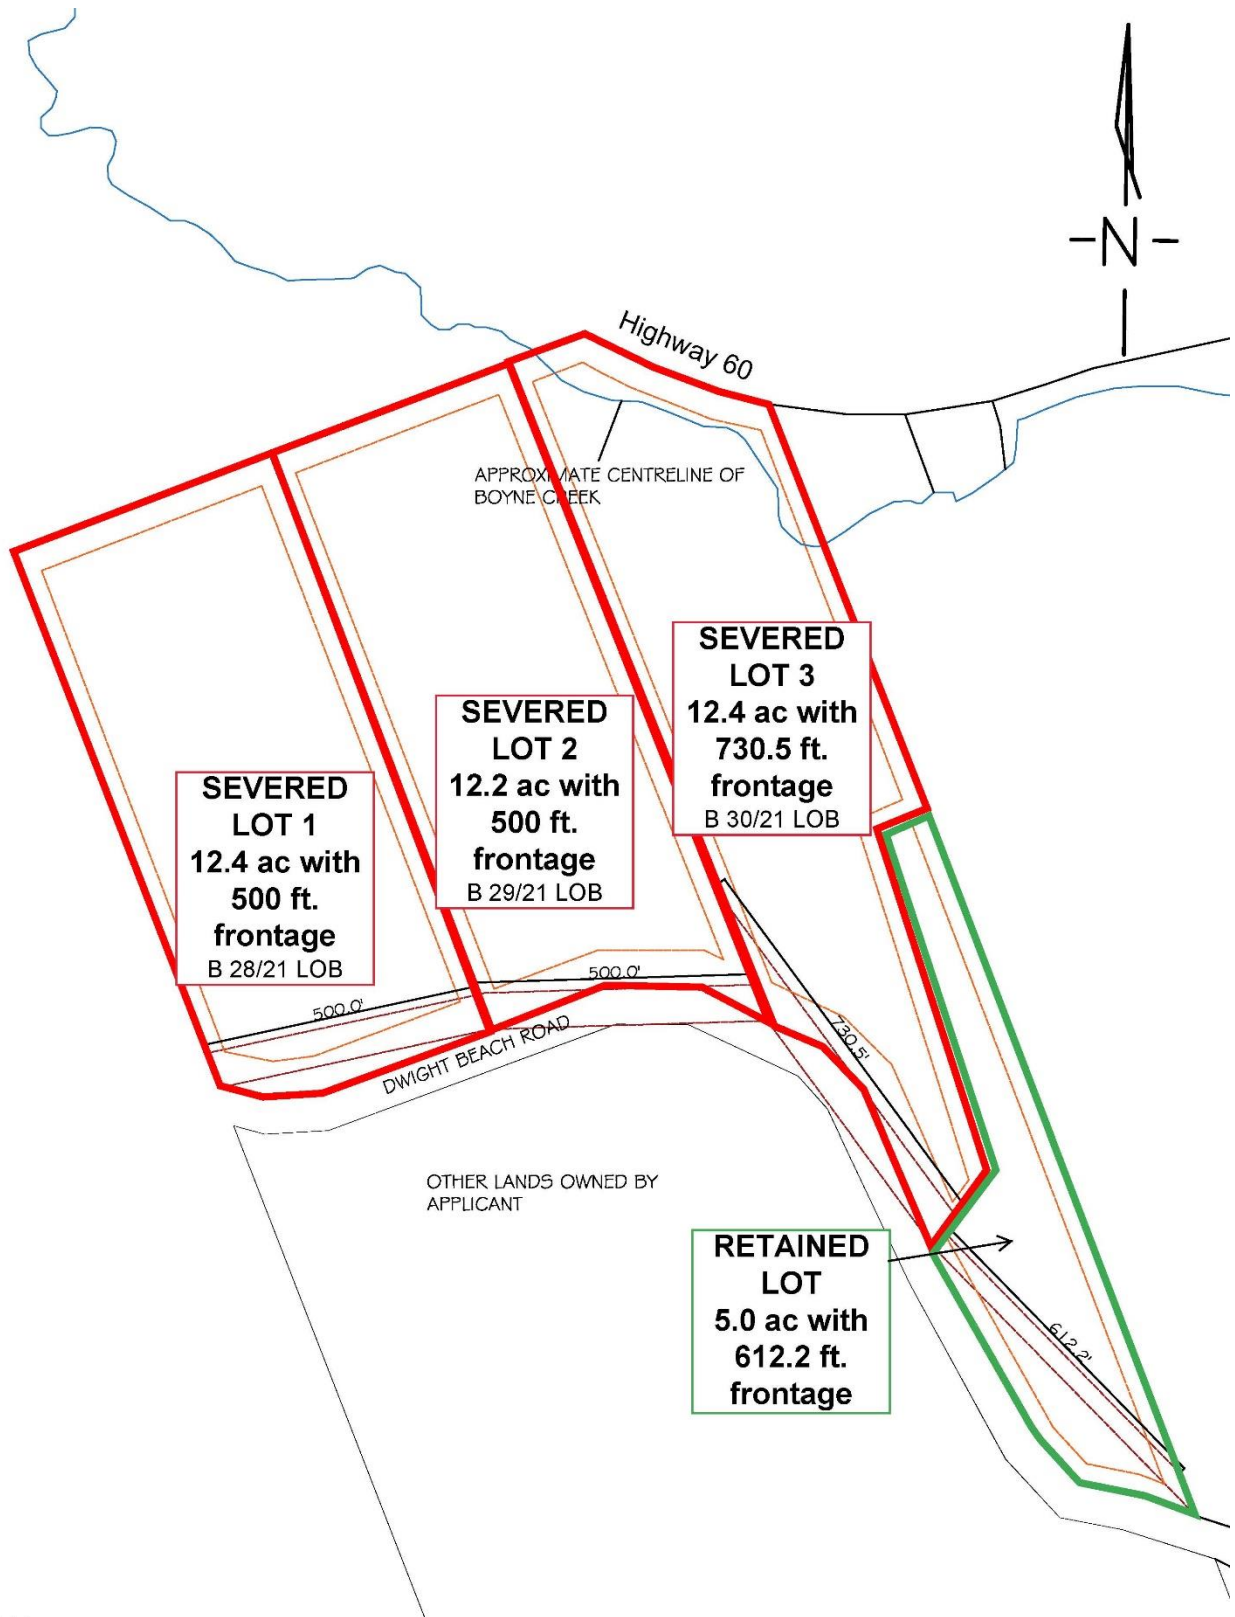 Highway 60
-N-
APPROXIMATE CENTRELINE OF
BOYNE CREEK
SEVERED
LOT 3
12.4 ac with
730.5 ft.
frontage
B 30/21 LOB
SEVERED
LOT 2
12.2 ac with
500 ft.
frontage
B 29/21 LOB
SEVERED
LOT 1
12.4 ac with
500 ft.
frontage
B 28/21 LOB
500.0'
500.0'
730.5'
DWIGHT BEACH ROAD
OTHER LANDS OWNED BY
APPLICANT
RETAINED
LOT
5.0 ac with
612.2 ft.
frontage
612.2'